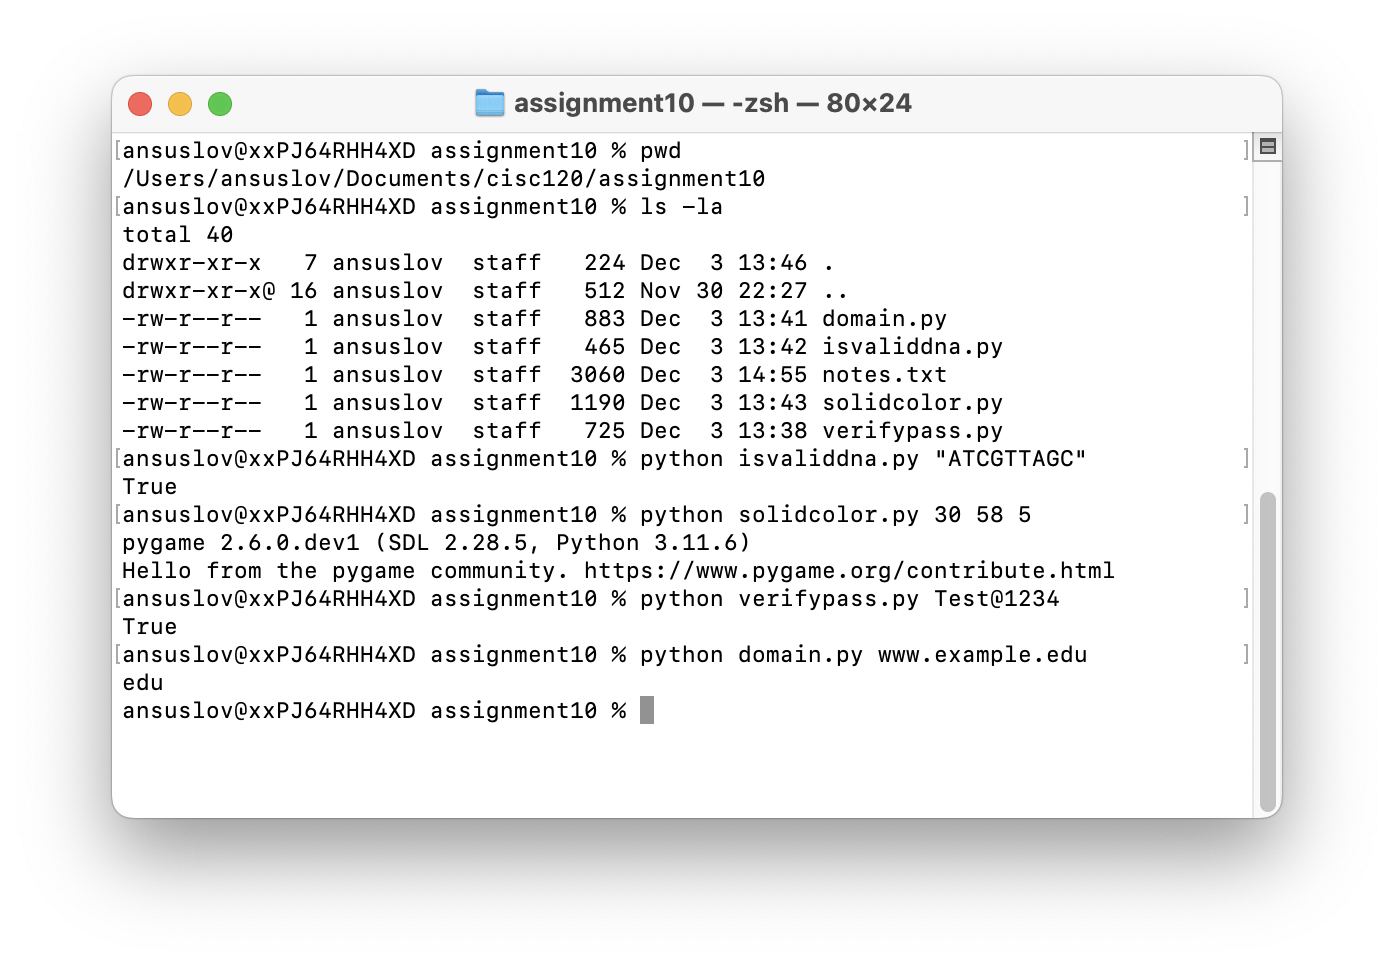 assignment10 — -zsh — 80×24
[ansuslov@xxPJ64RHH4XD assignment10 % pwd ]
/Users/ansuslov/Documents/cisc120/assignment10
[ansuslov@xxPJ64RHH4XD assignment10 % ls -la ]
total 40
drwxr-xr-x   7 ansuslov  staff   224 Dec  3 13:46 .
drwxr-xr-x@ 16 ansuslov  staff   512 Nov 30 22:27 ..
-rw-r--r--   1 ansuslov  staff   883 Dec  3 13:41 domain.py
-rw-r--r--   1 ansuslov  staff   465 Dec  3 13:42 isvaliddna.py
-rw-r--r--   1 ansuslov  staff  3060 Dec  3 14:55 notes.txt
-rw-r--r--   1 ansuslov  staff  1190 Dec  3 13:43 solidcolor.py
-rw-r--r--   1 ansuslov  staff   725 Dec  3 13:38 verifypass.py
[ansuslov@xxPJ64RHH4XD assignment10 % python isvaliddna.py "ATCGTTAGC" ]
True
[ansuslov@xxPJ64RHH4XD assignment10 % python solidcolor.py 30 58 5 ]
pygame 2.6.0.dev1 (SDL 2.28.5, Python 3.11.6)
Hello from the pygame community. https://www.pygame.org/contribute.html
[ansuslov@xxPJ64RHH4XD assignment10 % python verifypass.py Test@1234 ]
True
[ansuslov@xxPJ64RHH4XD assignment10 % python domain.py www.example.edu ]
edu
ansuslov@xxPJ64RHH4XD assignment10 %